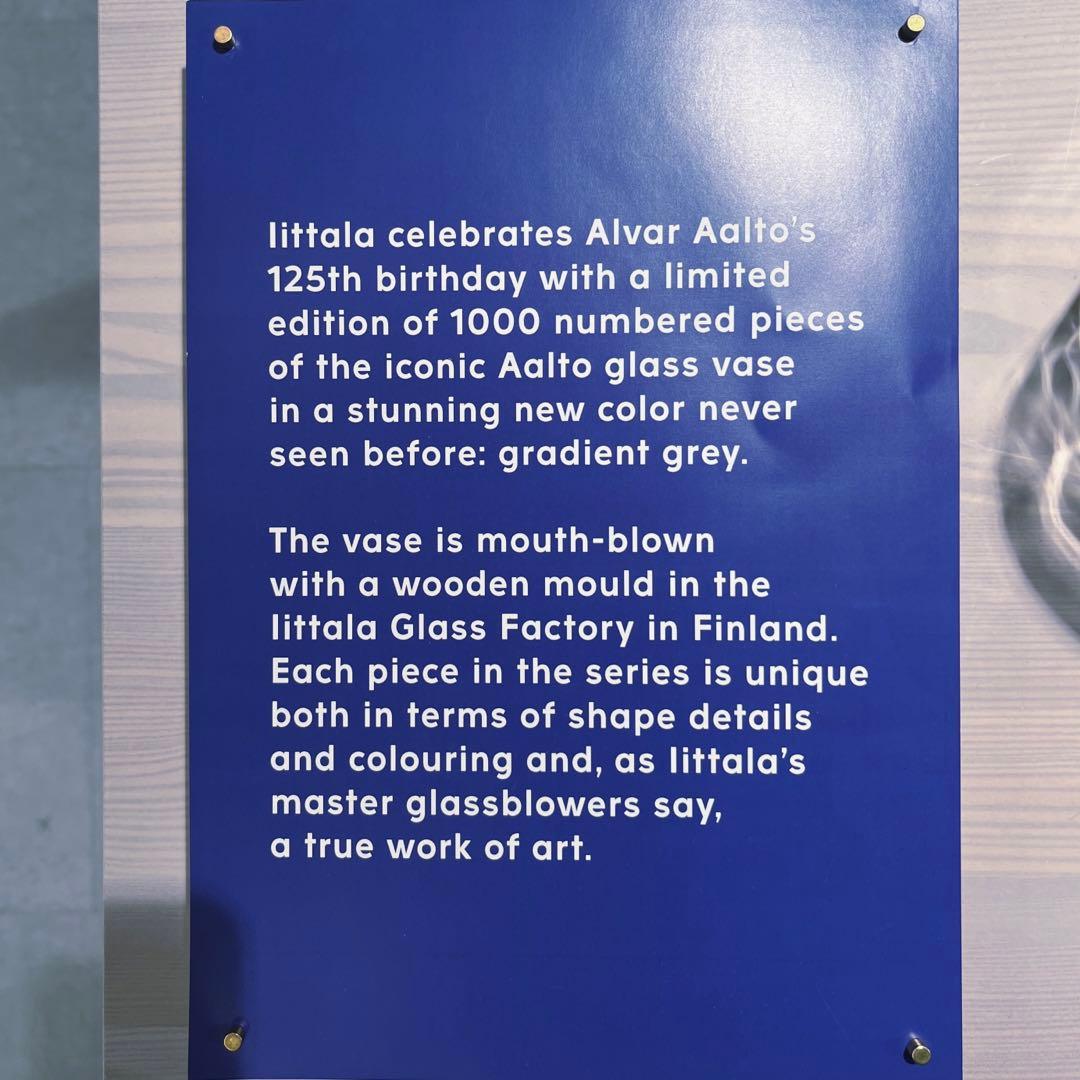 Iittala celebrates Alvar Aalto's
125th birthday with a limited
edition of 1000 numbered pieces
of the iconic Aalto glass vase
in a stunning new color never
seen before: gradient grey.
The vase is mouth-blown
with a wooden mould in the
Iittala Glass Factory in Finland.
Each piece in the series is unique
both in terms of shape details
and colouring and, as Iittala's
master glassblowers say,
a true work of art.